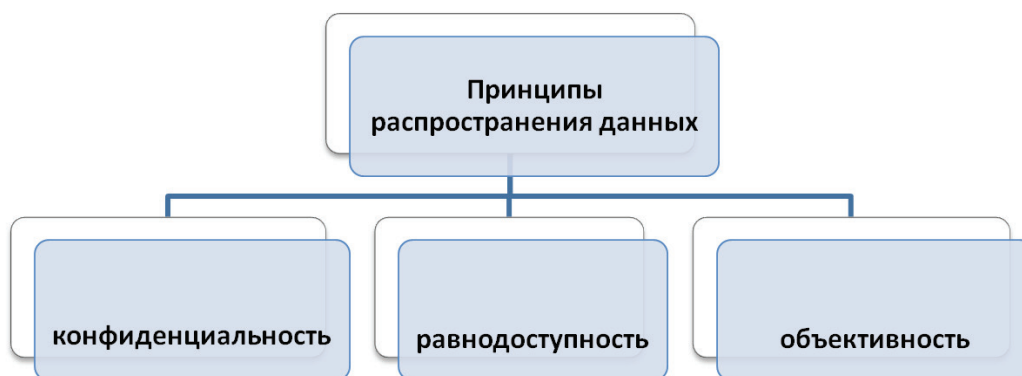 Принципы
распространения данных
конфиденциальность
равнодоступность
объективность